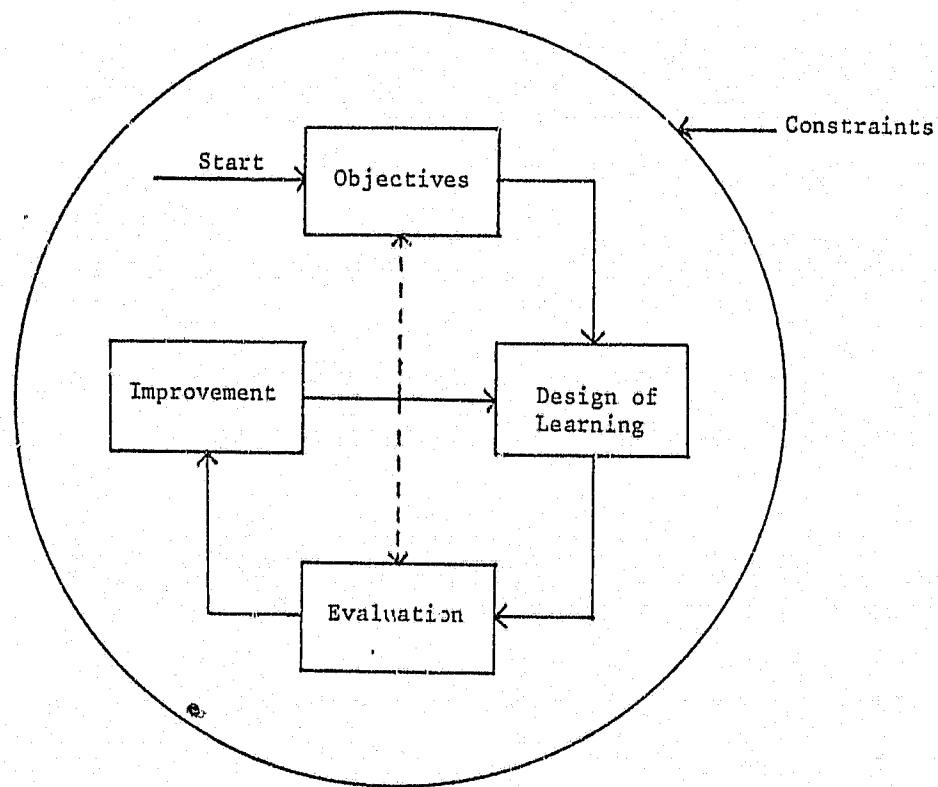 Constraints
Start
Objectives
Improvement
Design of
Learning
Evaluation